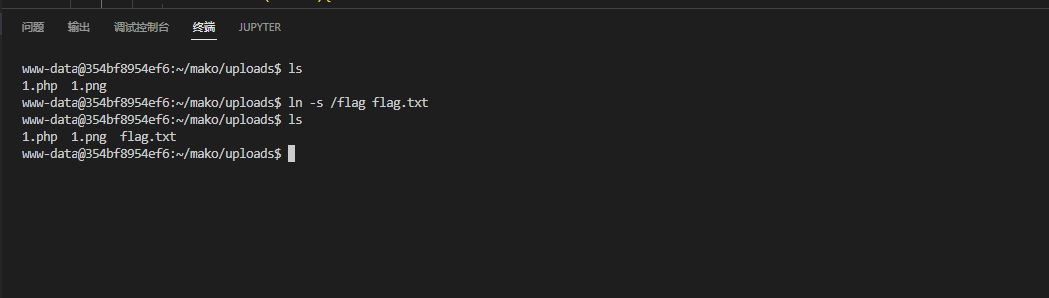 问题 输出 调试控制台 终端 JUPYTER
www-data@354bf8954ef6:~/mako/uploads$ ls
1.php 1.png
www-data@354bf8954ef6:~/mako/uploads$ ln -s /flag flag.txt
www-data@354bf8954ef6:~/mako/uploads$ ls
1.php 1.png flag.txt
www-data@354bf8954ef6:~/mako/uploads$